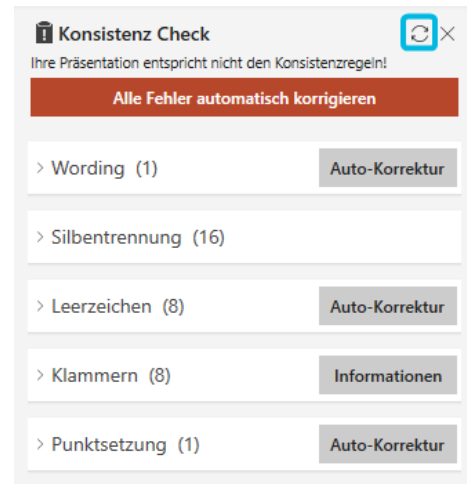 Konsistenz Check
Ihre Präsentation entspricht nicht den Konsistenzregeln!
Alle Fehler automatisch korrigieren
Wording (1) Auto-Korrektur
Silbentrennung (16)
Leerzeichen (8) Auto-Korrektur
Klammern (8) Informationen
Punktsetzung (1) Auto-Korrektur